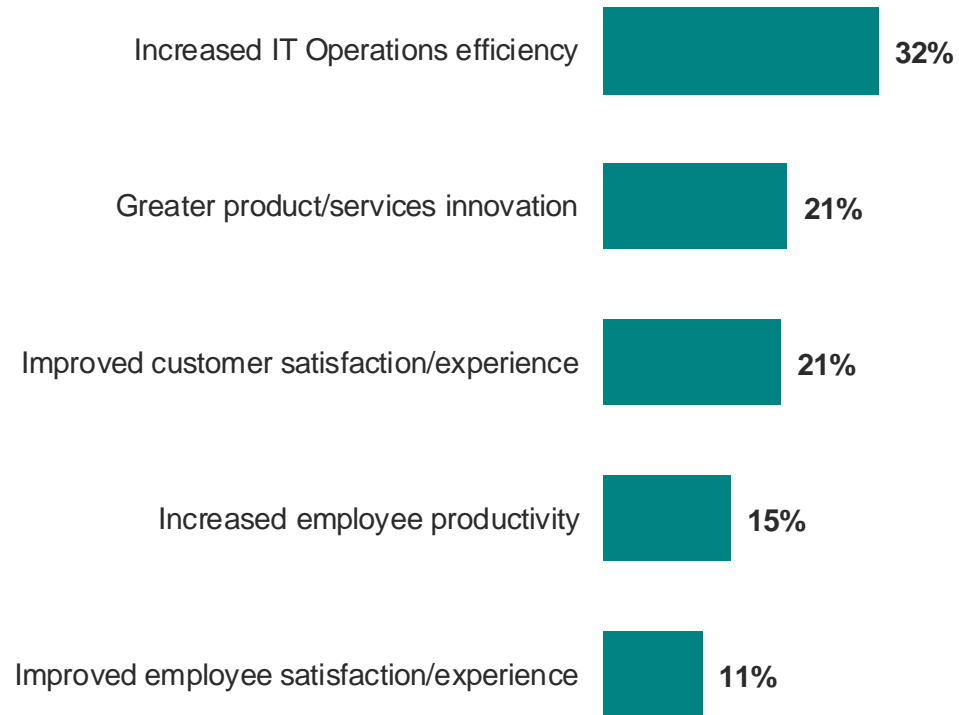 Increased IT Operations efficiency 32%
Greater product/services innovation 21%
Improved customer satisfaction/experience 21%
Increased employee productivity 15%
Improved employee satisfaction/experience 11%